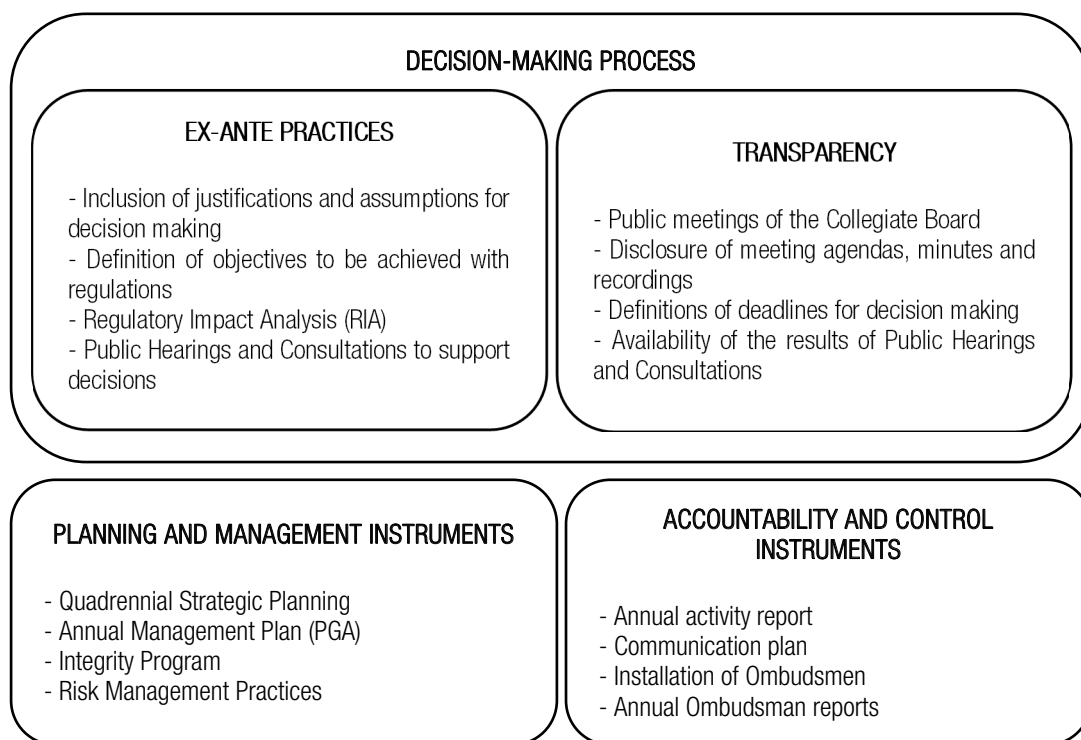 DECISION-MAKING PROCESS
EX-ANTE PRACTICES
- Inclusion of justifications and assumptions for
decision making
- Definition of objectives to be achieved with
regulations
- Regulatory Impact Analysis (RIA)
- Public Hearings and Consultations to support
decisions
TRANSPARENCY
- Public meetings of the Collegiate Board
- Disclosure of meeting agendas, minutes and
recordings
- Definitions of deadlines for decision making
- Availability of the results of Public Hearings
and Consultations
PLANNING AND MANAGEMENT INSTRUMENTS
- Quadrennial Strategic Planning
- Annual Management Plan (PGA)
- Integrity Program
- Risk Management Practices
ACCOUNTABILITY AND CONTROL
INSTRUMENTS
- Annual activity report
- Communication plan
- Installation of Ombudsmen
- Annual Ombudsman reports